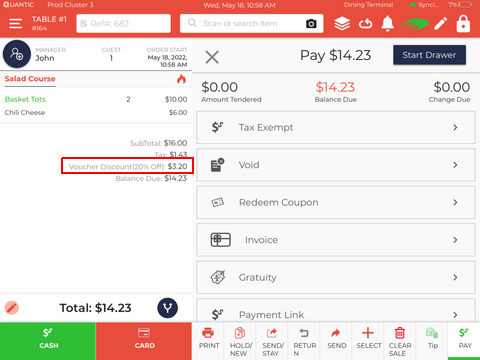 QUANTIC Prod Cluster 3 Wed, May 18, 10:58 AM Dining Terminal Synci... 7%
TABLE #1
#164
Ref#: 682
Scan or search
MANAGER
John
GUEST
1
ORDER START
May 18, 2022,
10:58 AM
Salad Course
Basket Tots 2 $10.00
Chili Cheese $6.00
SubTotal: $16.00
Tax: $1.43
Voucher Discount(20% Off): $3.20
Balance Due: $14.23
Total: $14.23
CASH
CARD
Pay $14.23
Start Drawer
$0.00
Amount Tendered
$14.23
Balance Due
$0.00
Change Due
Tax Exempt
Void
Redeem Coupon
Invoice
Gratuity
Payment Link
PRINT
HOLD/
NEW
SEND/
STAY
RETUR
N
SEND
SELECT
CLEAR
SALE
Tip
PAY